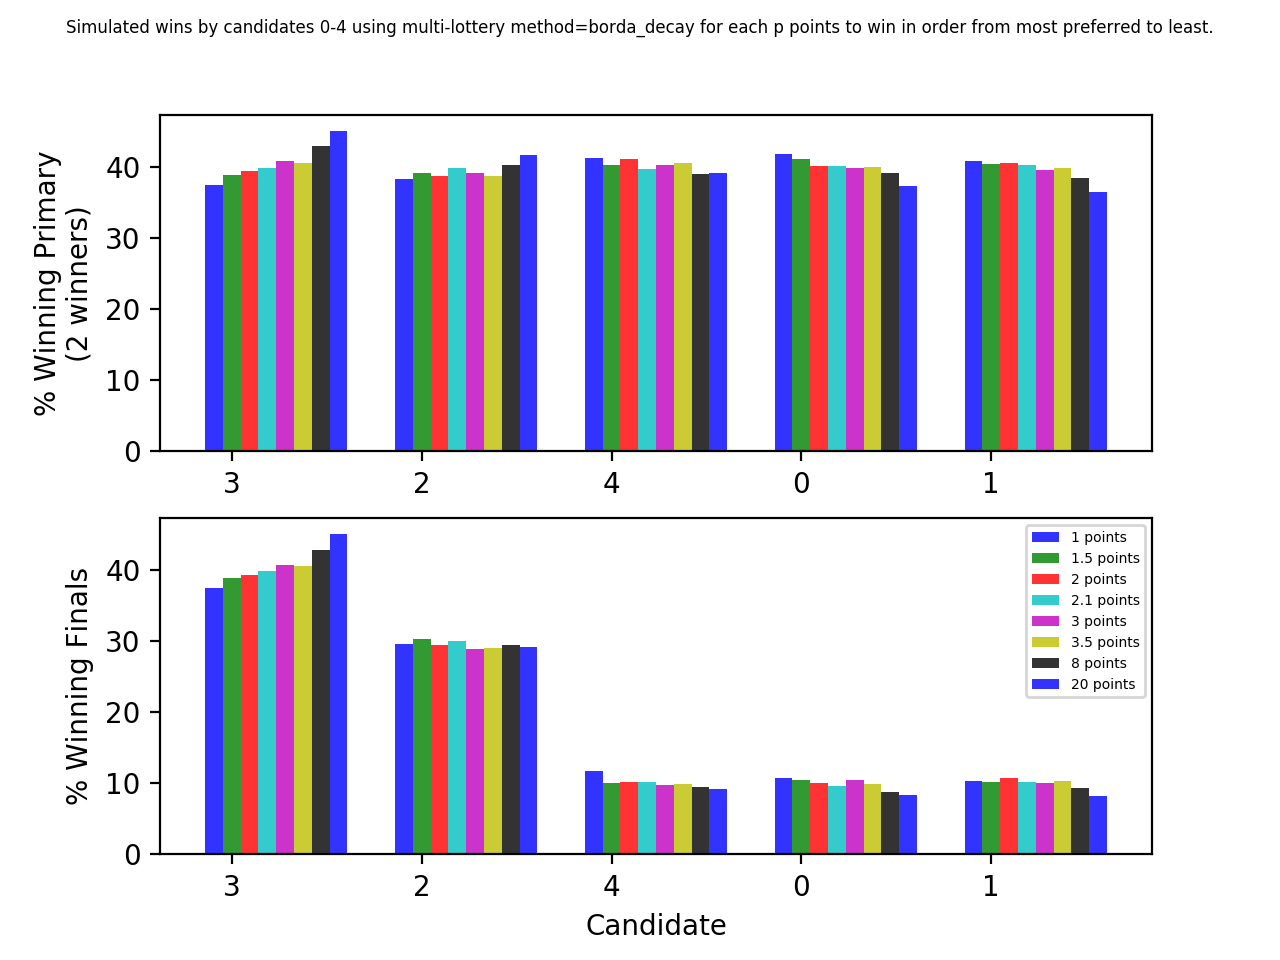 Simulated wins by candidates 0-4 using multi-lottery method=borda_decay for each p points to win in order from most preferred to least.
% Winning Primary
(2 winners)
40
30
20
10
0
3 2 4 0 1
% Winning Finals
40
30
20
10
0
1 points
1.5 points
2 points
2.1 points
3 points
3.5 points
8 points
20 points
3 2 4 0 1
Candidate